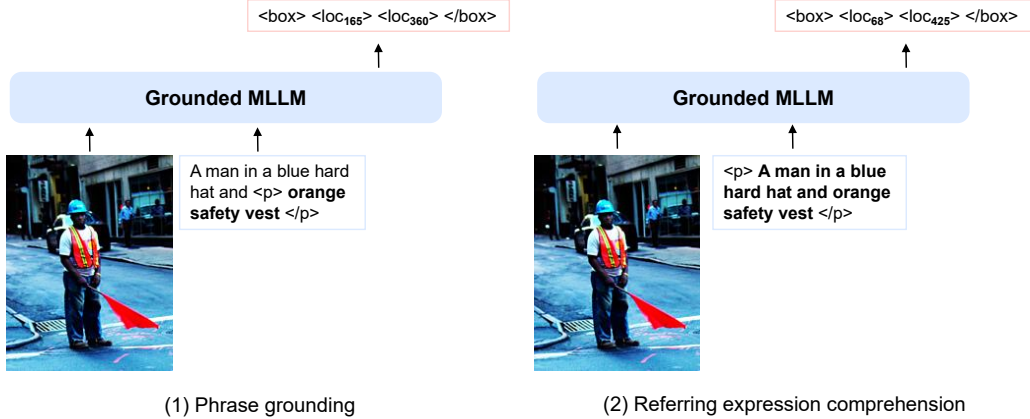 <box> <loc165> <loc360> </box>
Grounded MLLM
A man in a blue hard
hat and <p> orange
safety vest </p>
(1) Phrase grounding
<box> <loc68> <loc425> </box>
Grounded MLLM
<p> A man in a blue
hard hat and orange
safety vest </p>
(2) Referring expression comprehension